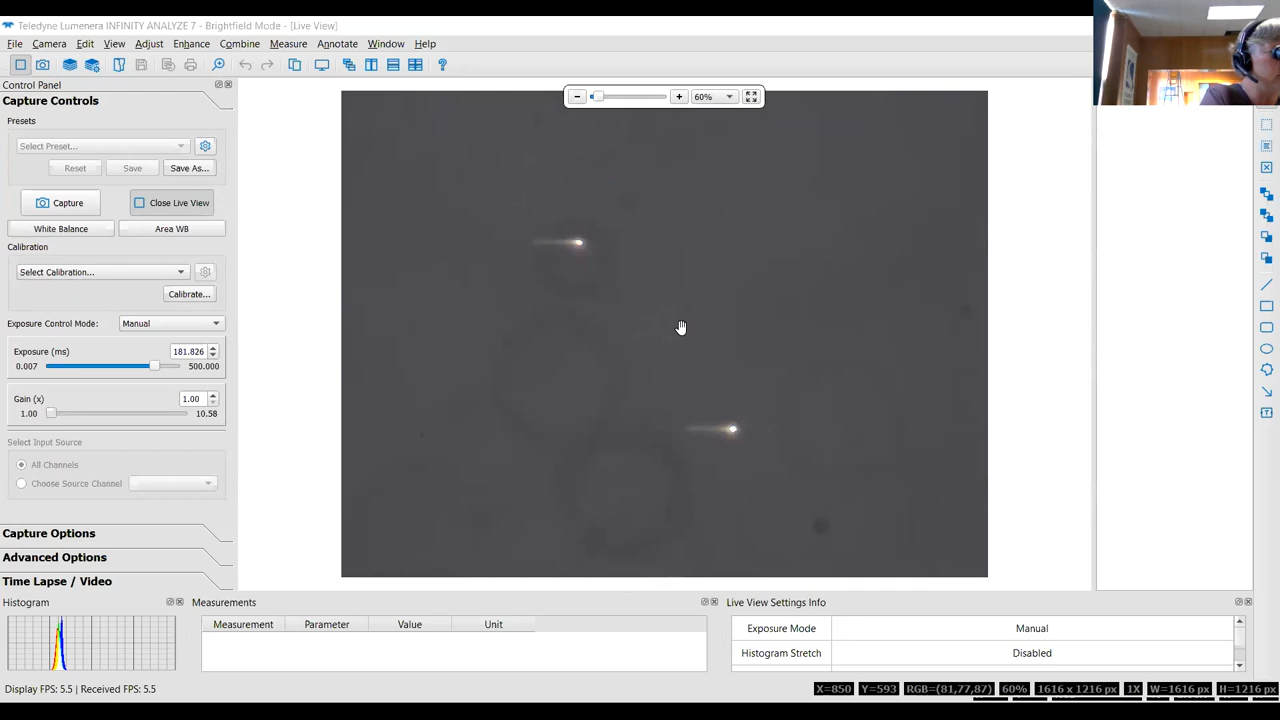 Teledyne Lumenera INFINITY ANALYZE 7 - Brightfield Mode - [Live View]
File Camera Edit View Adjust Enhance Combine Measure Annotate Window Help
Control Panel
Capture Controls
60%
Presets
Select Preset...
Reset Save Save As...
Capture Close Live View
White Balance Area WB
Calibration
Select Calibration...
Calibrate...
Exposure Control Mode: Manual
Exposure (ms) 181.826
0.007 500.000
Gain (x) 1.00
1.00 10.58
Select Input Source
All Channels
Choose Source Channel
Capture Options
Advanced Options
Time Lapse / Video
Histogram
Measurements
Measurement Parameter Value Unit
Live View Settings Info
Exposure Mode Manual
Histogram Stretch Disabled
Display FPS: 5.5 | Received FPS: 5.5
X=850 Y=593 RGB=(81,77,87) 60% 1616 x 1216 px 1X W=1616 px H=1216 px